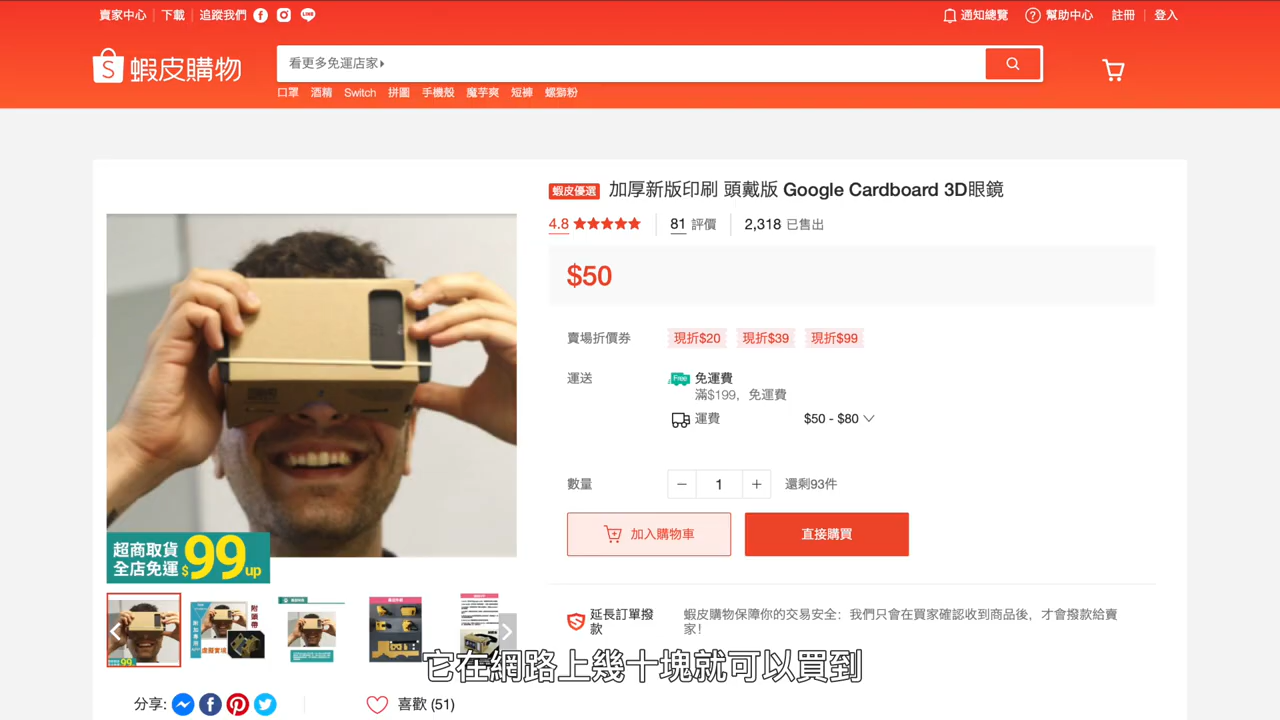 賣家中心 下載 追蹤我們
通知總覽 幫助中心 註冊 登入
蝦皮購物
看更多免運店家
口罩 酒精 Switch 拼圖 手機殼 魔芋爽 短褲 螺獅粉
蝦皮優選 加厚新版印刷 頭戴版 Google Cardboard 3D眼鏡
4.8 81 評價 2,318 已售出
$50
賣場折價券 現折$20 現折$39 現折$99
運送 Free 免運費
滿$199，免運費
運費 $50 - $80
數量 1 還剩93件
加入購物車 直接購買
超商取貨
全店免運$99up
延長訂單撥款
蝦皮購物保障你的交易安全：我們只會在買家確認收到商品後，才會撥款給賣家！
它在網路上幾十塊就可以買到
分享: 喜歡 (51)